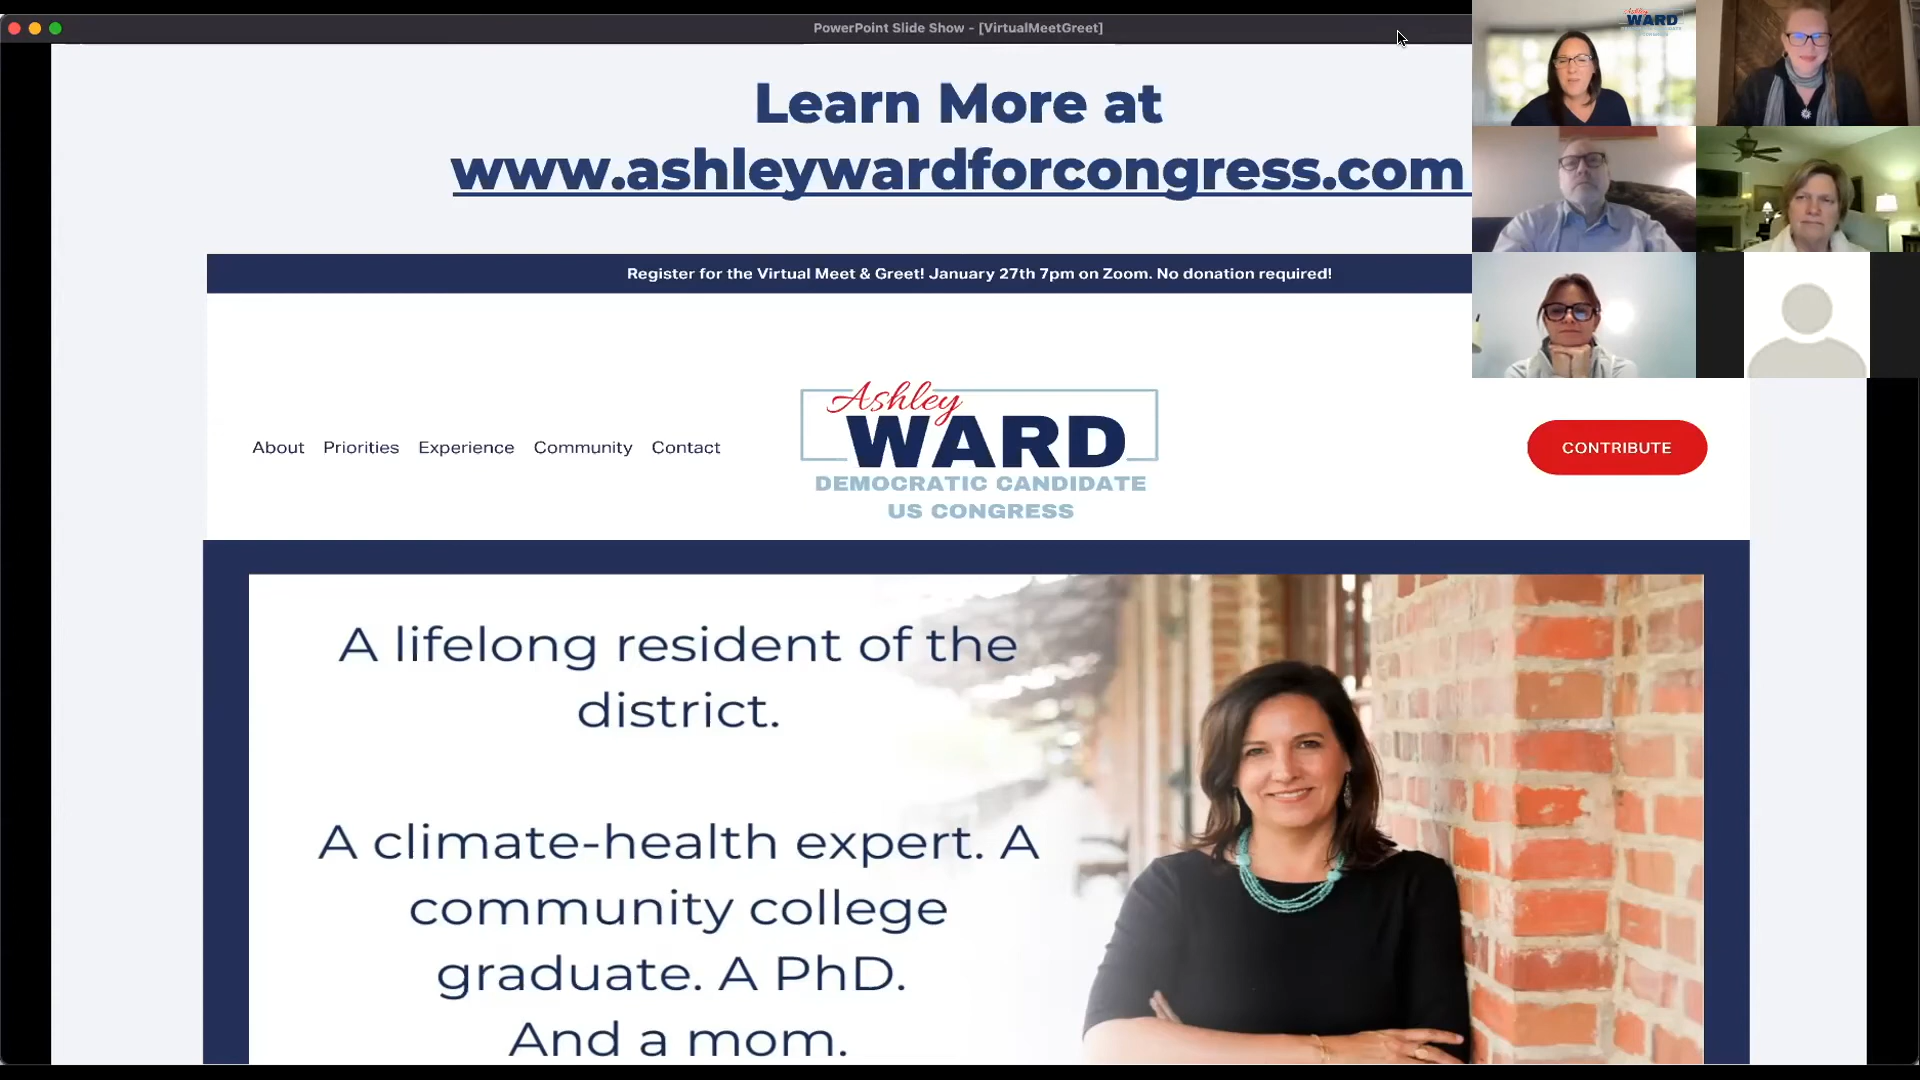 PowerPoint Slide Show - [VirtualMeetGreet]
Ashley
WARD
Learn More at
www.ashleywardforcongress.com
Register for the Virtual Meet & Greet! January 27th 7pm on Zoom. No donation required!
About Priorities Experience Community Contact
Ashley
WARD
DEMOCRATIC CANDIDATE
US CONGRESS
CONTRIBUTE
A lifelong resident of the
district.
A climate-health expert. A
community college
graduate. A PhD.
And a mom.